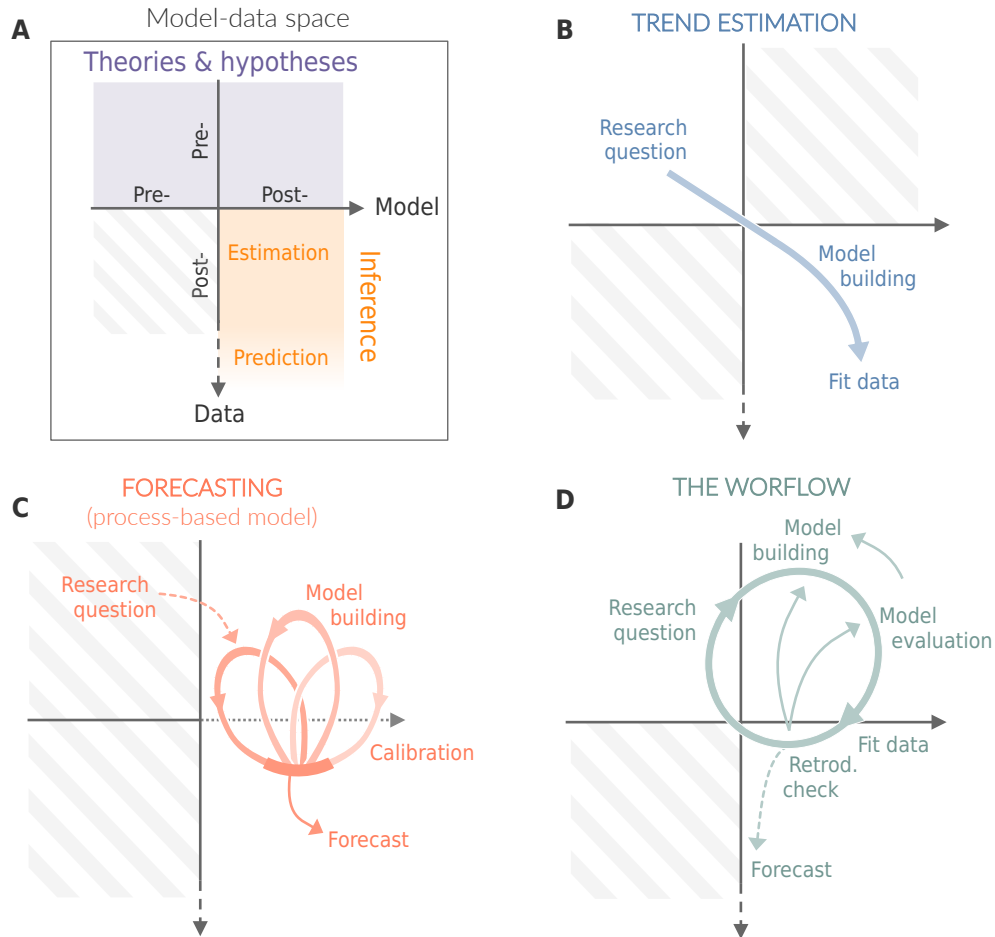 A
Model-data space
Theories & hypotheses
Pre-
Pre-
Post-
Model
Post-
Estimation
Inference
Prediction
Data
B
TREND ESTIMATION
Research
question
Model
building
Fit data
C
FORECASTING
(process-based model)
Research
question
Model
building
Calibration
Forecast
D
THE WORFLOW
Model
building
Research
question
Model
evaluation
Fit data
Retrod.
check
Forecast